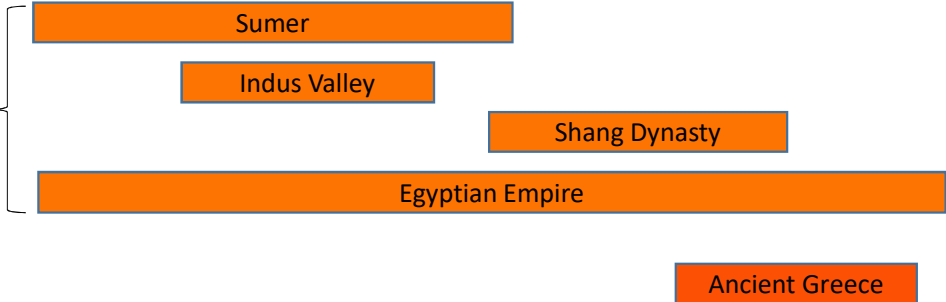 Sumer
Indus Valley
Shang Dynasty
Egyptian Empire
Ancient Greece